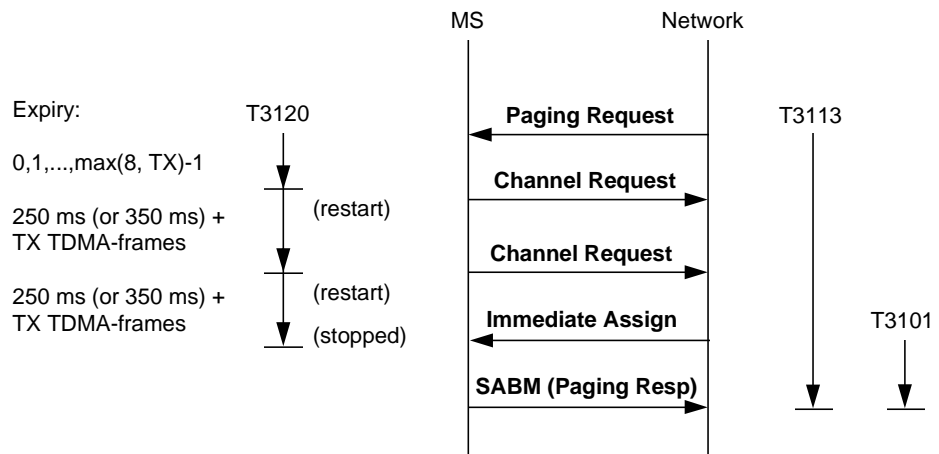 MS
Network
Expiry:
T3120
Paging Request
T3113
0,1,...,max(8, TX)-1
Channel Request
250 ms (or 350 ms) +
TX TDMA-frames
(restart)
Channel Request
250 ms (or 350 ms) +
TX TDMA-frames
(restart)
(stopped)
Immediate Assign
T3101
SABM (Paging Resp)